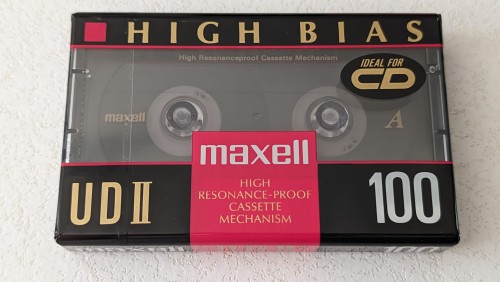 HIGH BIAS
High Resonanceproof Cassette Mechanism
IDEAL FOR
CD
maxell
A
maxell
HIGH
RESONANCE-PROOF
CASSETTE
MECHANISM
UD II
100